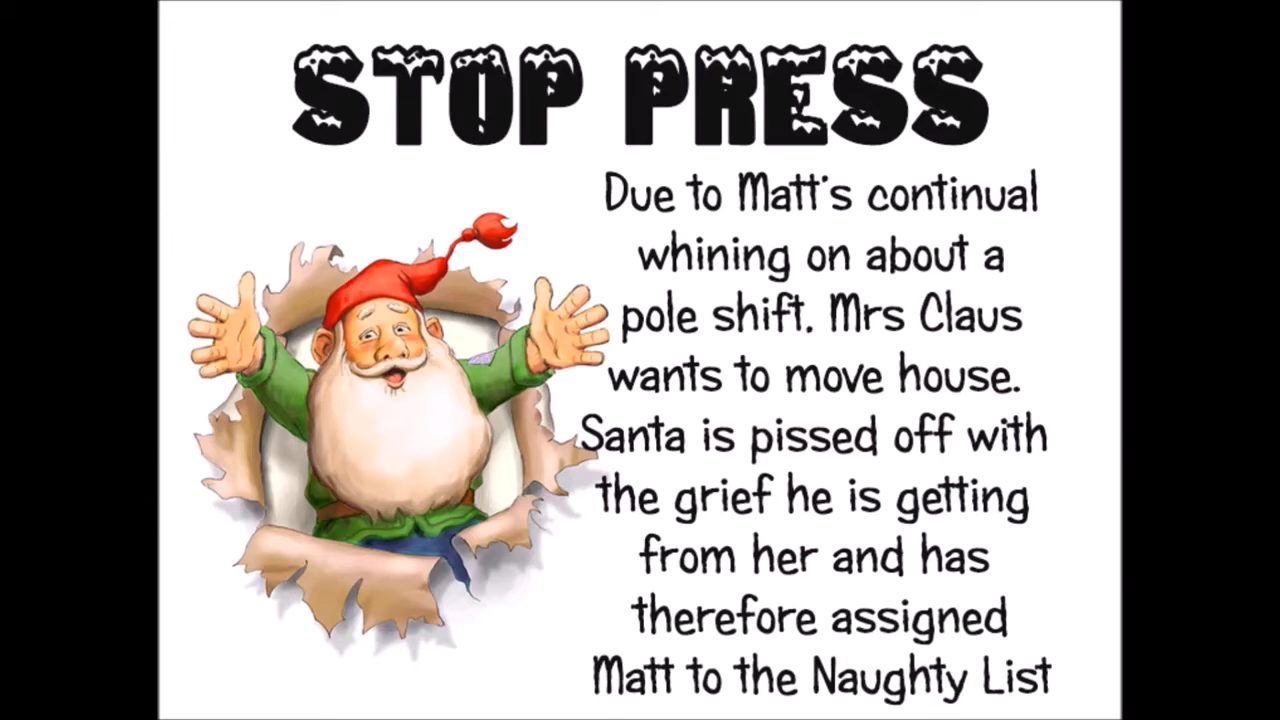 STOP PRESS
Due to Matt's continual
whining on about a
pole shift. Mrs Claus
wants to move house.
Santa is pissed off with
the grief he is getting
from her and has
therefore assigned
Matt to the Naughty List